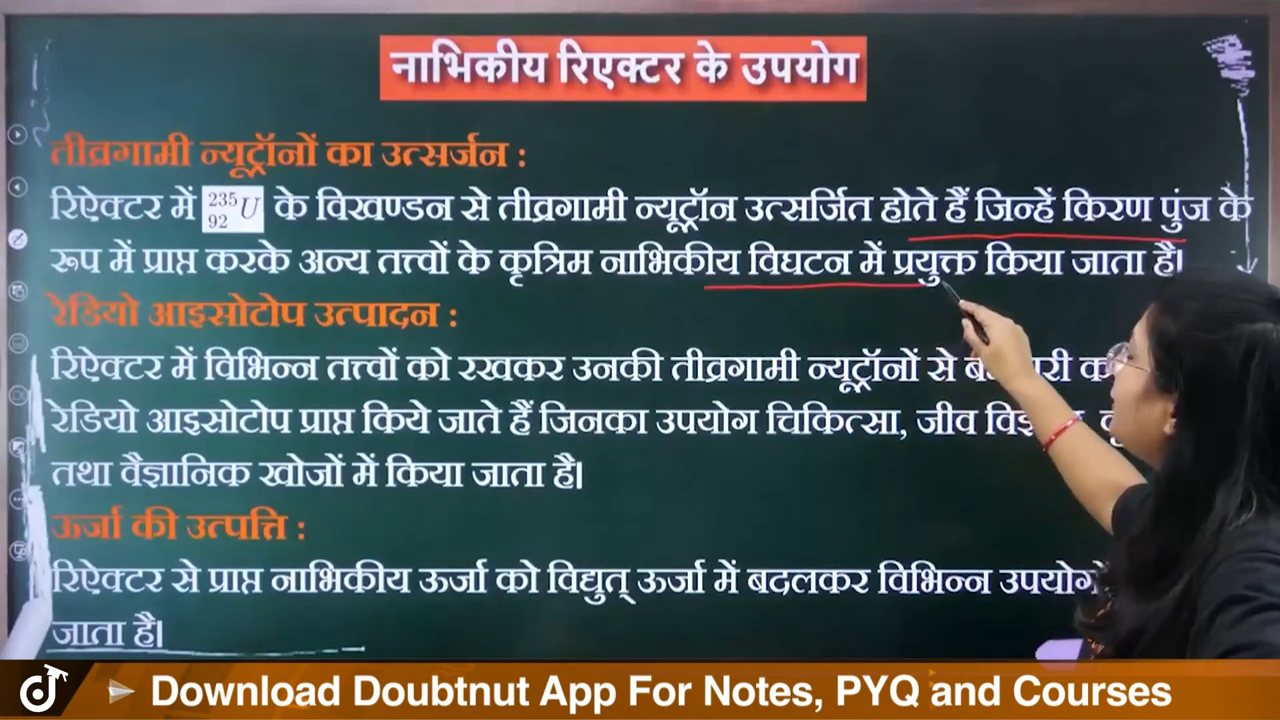 नाभिकीय रिएक्टर के उपयोग
तीव्रगामी न्यूट्रॉनों का उत्सर्जन :
रिऐक्टर में ²³⁵₉₂U के विखण्डन से तीव्रगामी न्यूट्रॉन उत्सर्जित होते हैं जिन्हें किरण पुंज के
रूप में प्राप्त करके अन्य तत्त्वों के कृत्रिम नाभिकीय विघटन में प्रयुक्त किया जाता है।
रेडियो आइसोटोप उत्पादन :
रिऐक्टर में विभिन्न तत्त्वों को रखकर उनकी तीव्रगामी न्यूट्रॉनों से
रेडियो आइसोटोप प्राप्त किये जाते हैं जिनका उपयोग चिकित्सा, जीव
तथा वैज्ञानिक खोजों में किया जाता है।
ऊर्जा की उत्पत्ति :
रिऐक्टर से प्राप्त नाभिकीय ऊर्जा को विद्युत् ऊर्जा में बदलकर विभिन्न
जाता है।
Download Doubtnut App For Notes, PYQ and Courses